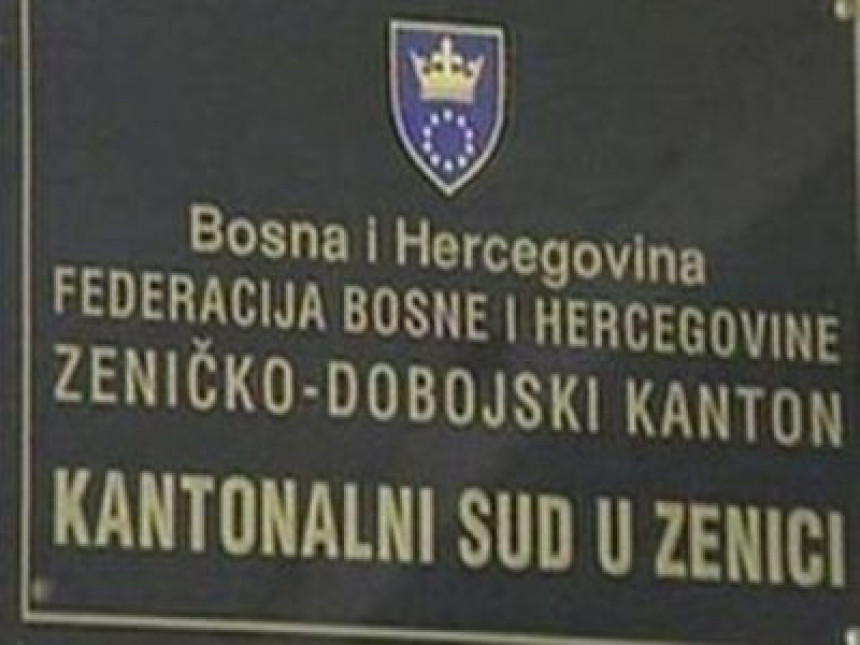 Bosna i Hercegovina
FEDERACIJA BOSNE I HERCEGOVINE
ZENIČKO-DOBOJSKI KANTON
KANTONALNI SUD U ZENICI